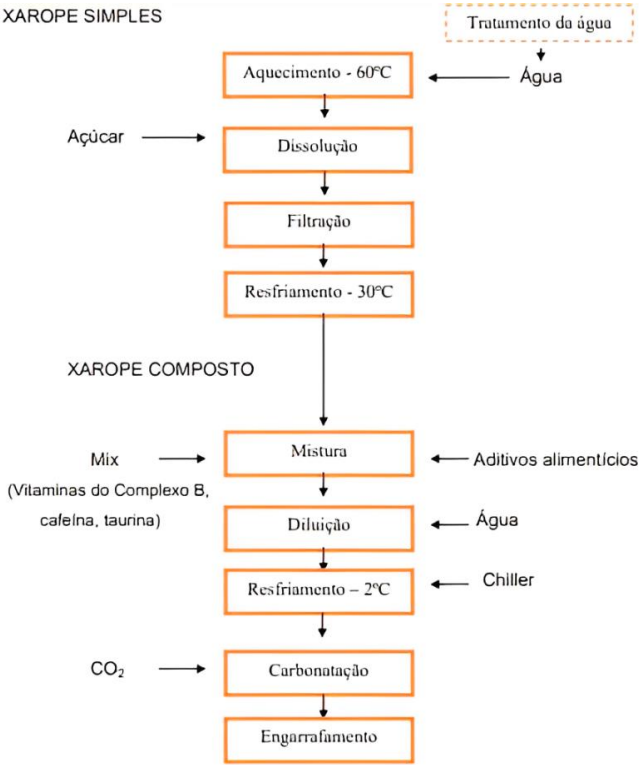 XAROPE SIMPLES
Tratamento da água
Aquecimento - 60ºC
Água
Açúcar
Dissolução
Filtração
Resfriamento - 30ºC
XAROPE COMPOSTO
Mistura
Mix
Aditivos alimentícios
(Vitaminas do Complexo B,
cafeína, taurina)
Diluição
Água
Resfriamento – 2ºC
Chiller
CO₂
Carbonatação
Engarrafamento